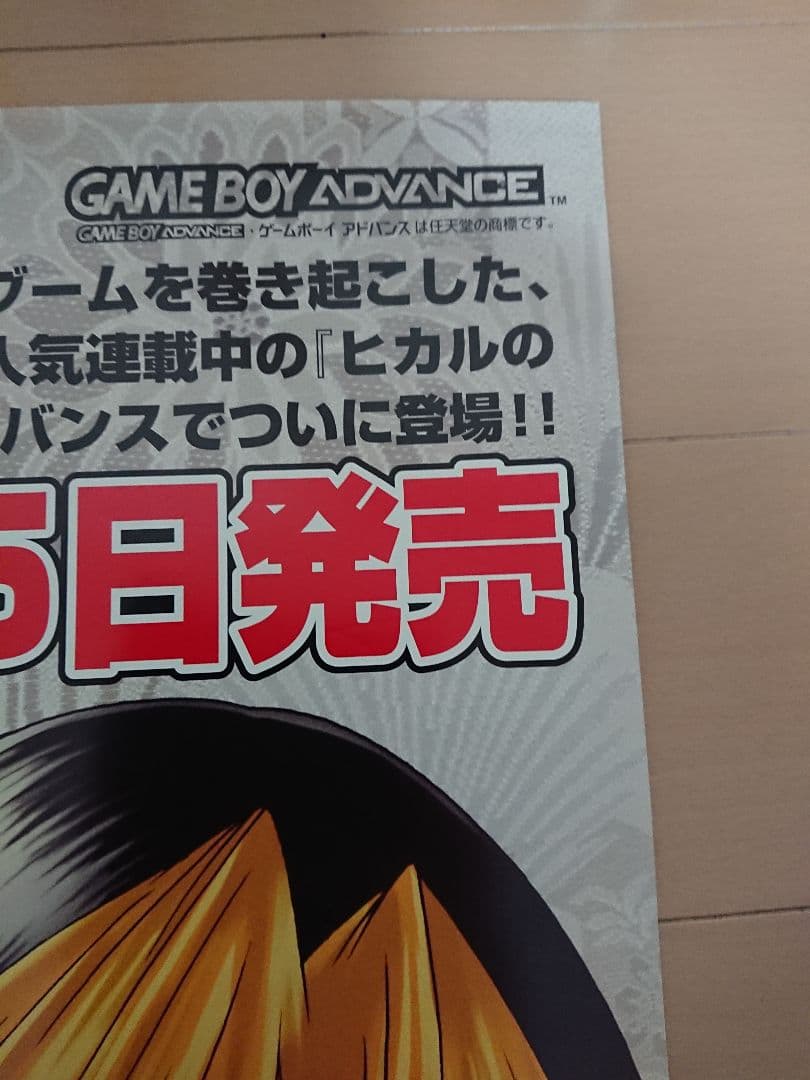 GAME BOY ADVANCE™
GAME BOY ADVANCE・ゲームボーイ アドバンスは任天堂の商標です。
ブームを巻き起こした、
人気連載中の『ヒカルの
バンスでついに登場!!
5日発売